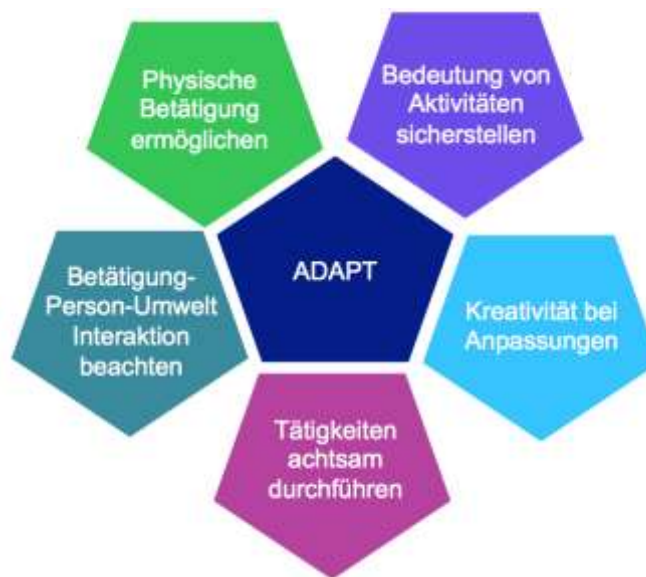 Physische
Betätigung
ermöglichen
Bedeutung von
Aktivitäten
sicherstellen
ADAPT
Betätigung-
Person-Umwelt
Interaktion
beachten
Kreativität bei
Anpassungen
Tätigkeiten
achtsam
durchführen